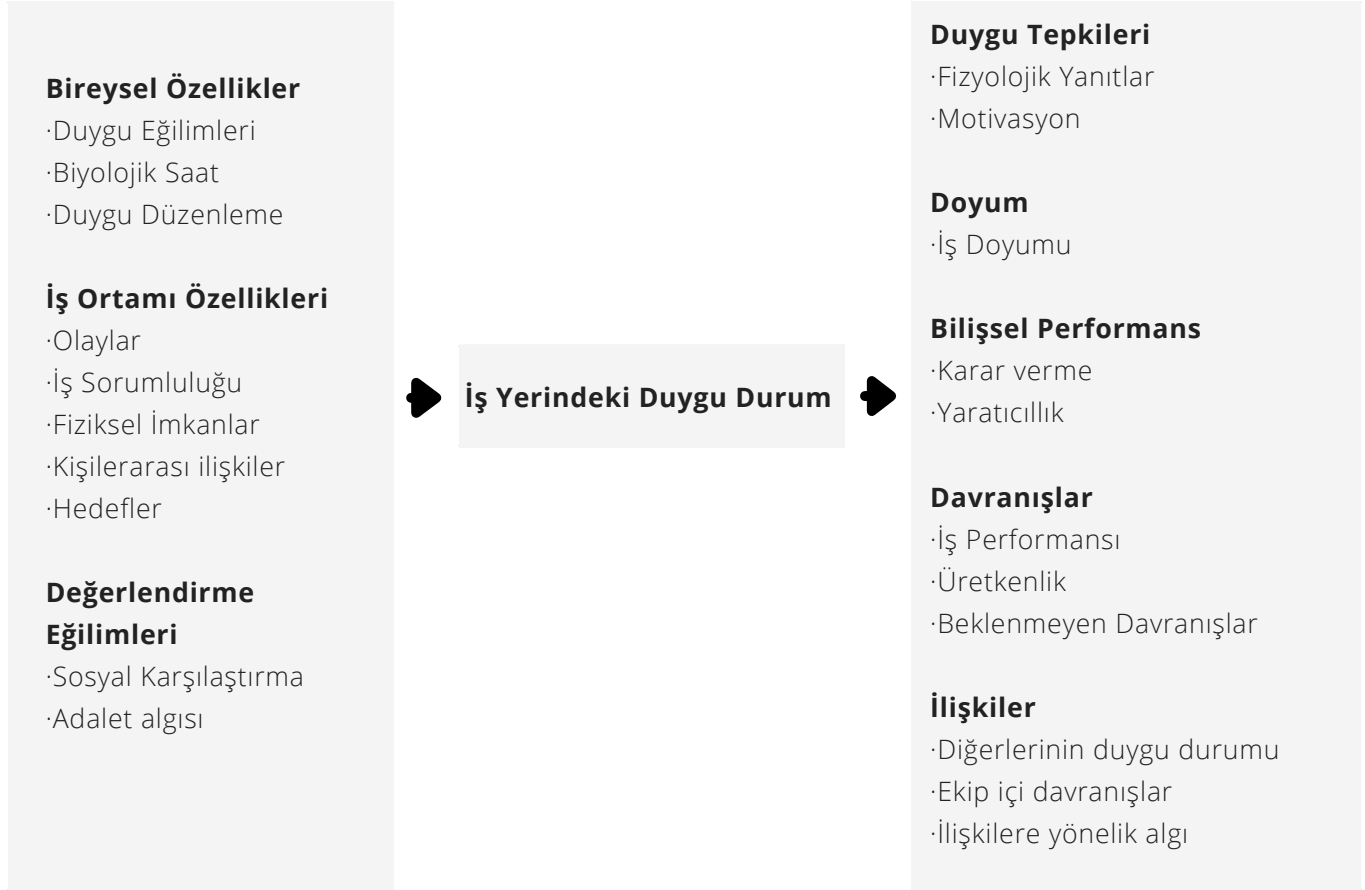 Bireysel Özellikler
·Duygu Eğilimleri
·Biyolojik Saat
·Duygu Düzenleme
İş Ortamı Özellikleri
·Olaylar
·İş Sorumluluğu
·Fiziksel İmkanlar
·Kişilerarası ilişkiler
·Hedefler
Değerlendirme
Eğilimleri
·Sosyal Karşılaştırma
·Adalet algısı
İş Yerindeki Duygu Durum
Duygu Tepkileri
·Fizyolojik Yanıtlar
·Motivasyon
Doyum
·İş Doyumu
Bilişsel Performans
·Karar verme
·Yaratıcıllık
Davranışlar
·İş Performansı
·Üretkenlik
·Beklenmeyen Davranışlar
İlişkiler
·Diğerlerinin duygu durumu
·Ekip içi davranışlar
·İlişkilere yönelik algı